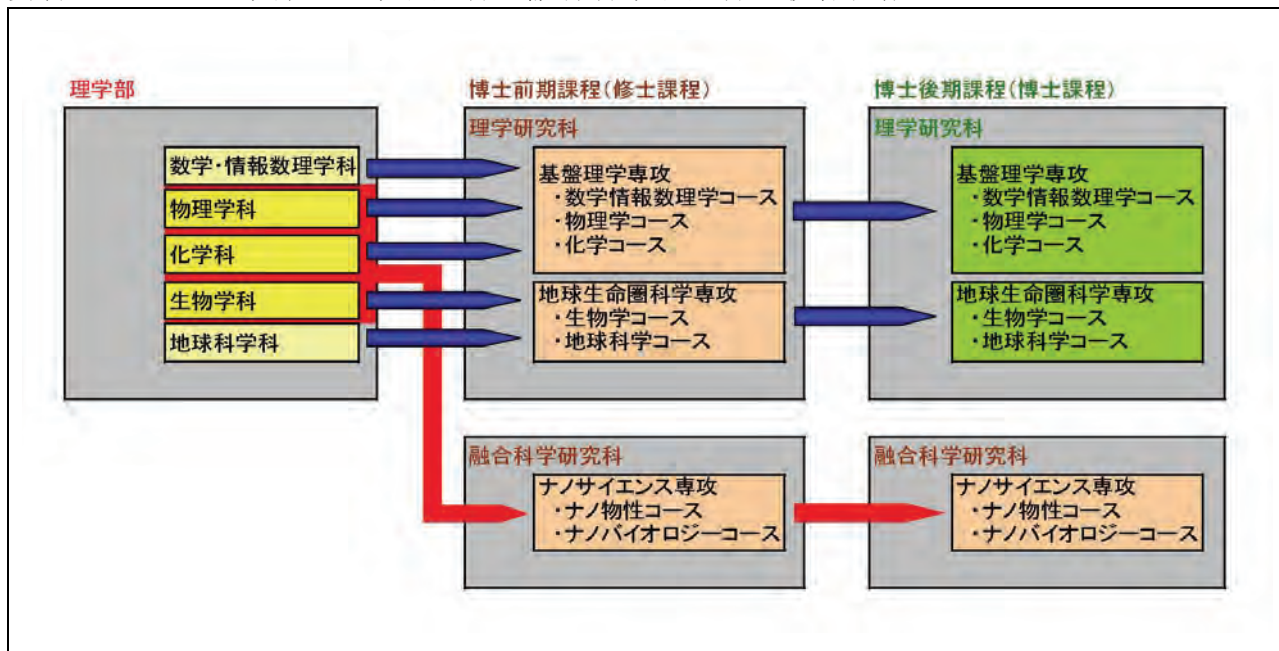 理学部
数学・情報数理学科
物理学科
化学科
生物学科
地球科学科
博士前期課程(修士課程)
理学研究科
基盤理学専攻
・数学情報数理学コース
・物理学コース
・化学コース
地球生命圏科学専攻
・生物学コース
・地球科学コース
融合科学研究科
ナノサイエンス専攻
・ナノ物性コース
・ナノバイオロジーコース
博士後期課程(博士課程)
理学研究科
基盤理学専攻
・数学情報数理学コース
・物理学コース
・化学コース
地球生命圏科学専攻
・生物学コース
・地球科学コース
融合科学研究科
ナノサイエンス専攻
・ナノ物性コース
・ナノバイオロジーコース